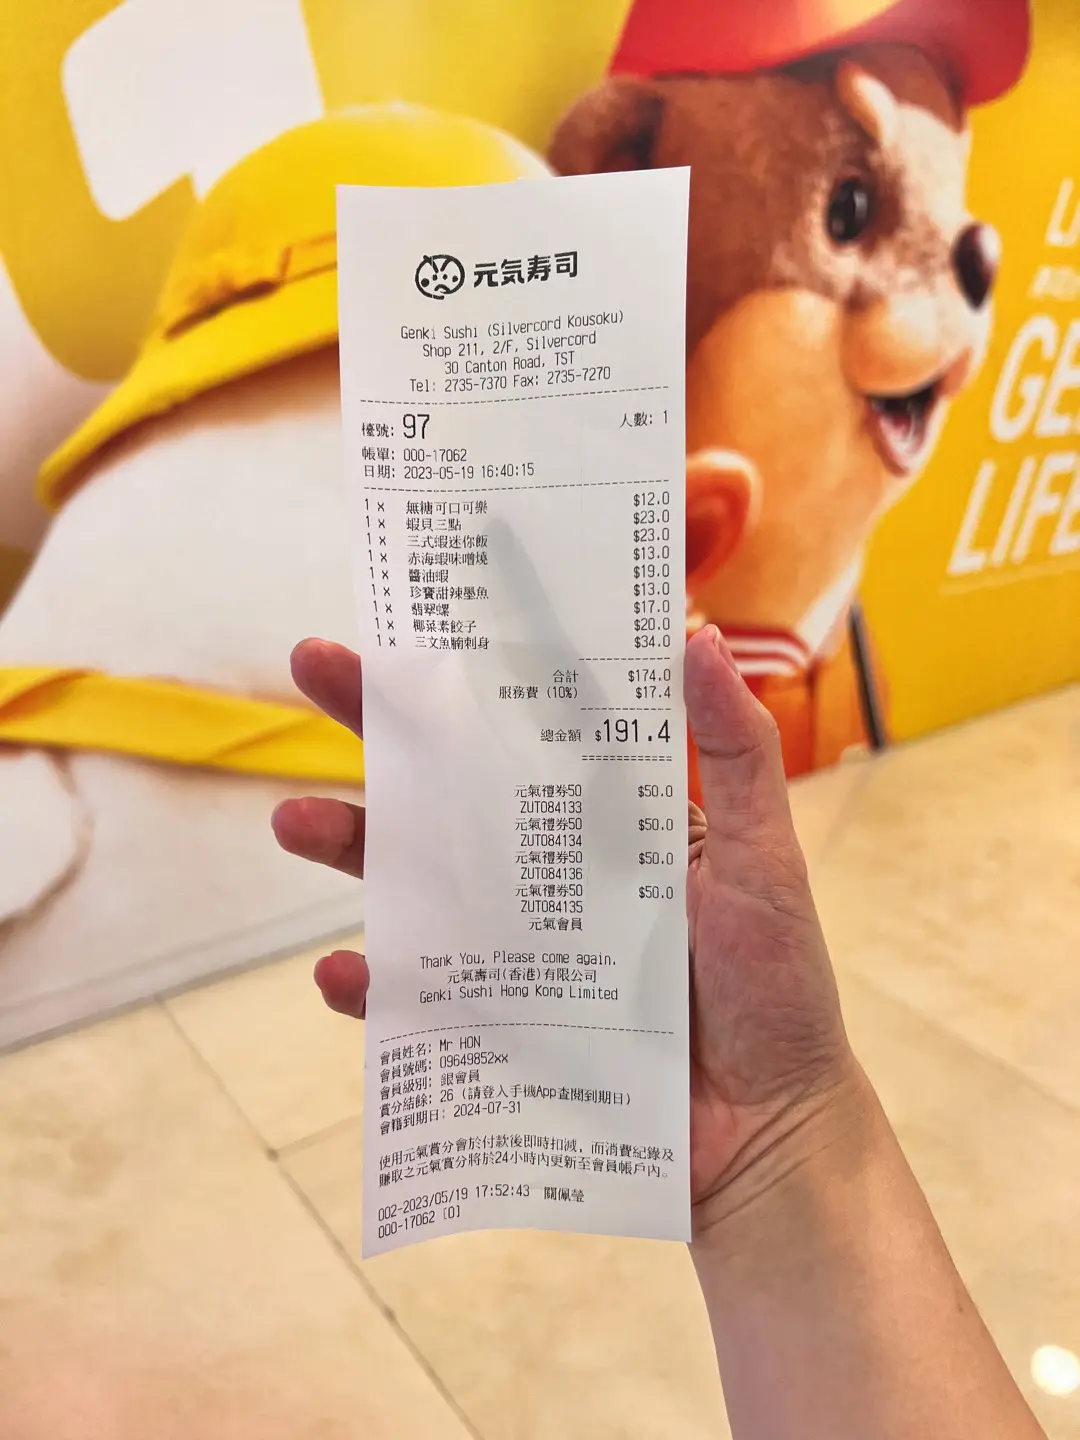 元気寿司
Genki Sushi (Silvercord Kousoku)
Shop 211, 2/F, Silvercord
30 Canton Road, TST
Tel: 2735-7370 Fax: 2735-7270
檯號: 97 人數: 1
帳單: 000-17062
日期: 2023-05-19 16:40:15
1 x 無糖可口可樂 $12.0
1 x 蝦貝三點 $23.0
1 x 三式蝦迷你飯 $23.0
1 x 赤海蝦味噌燒 $13.0
1 x 醬油蝦 $19.0
1 x 珍寶甜辣墨魚 $13.0
1 x 翡翠螺 $17.0
1 x 椰菜素餃子 $20.0
1 x 三文魚腩刺身 $34.0
合計 $174.0
服務費 (10%) $17.4
總金額 $191.4
元氣禮券50 $50.0
ZUT084133
元氣禮券50 $50.0
ZUT084134
元氣禮券50 $50.0
ZUT084136
元氣禮券50 $50.0
ZUT084135
元氣會員
Thank You, Please come again.
元氣壽司(香港)有限公司
Genki Sushi Hong Kong Limited
會員姓名: Mr HON
會員號碼: 09649852xx
會員級別: 銀會員
賞分結餘: 26 (請登入手機App查閱到期日)
會籍到期日: 2024-07-31
使用元氣賞分會於付款後即時扣減, 而消費紀錄及
賺取之元氣賞分將於24小時內更新至會員帳戶內。
002-2023/05/19 17:52:43 關佩瑩
000-17062 [0]
LI
GE
LIFE